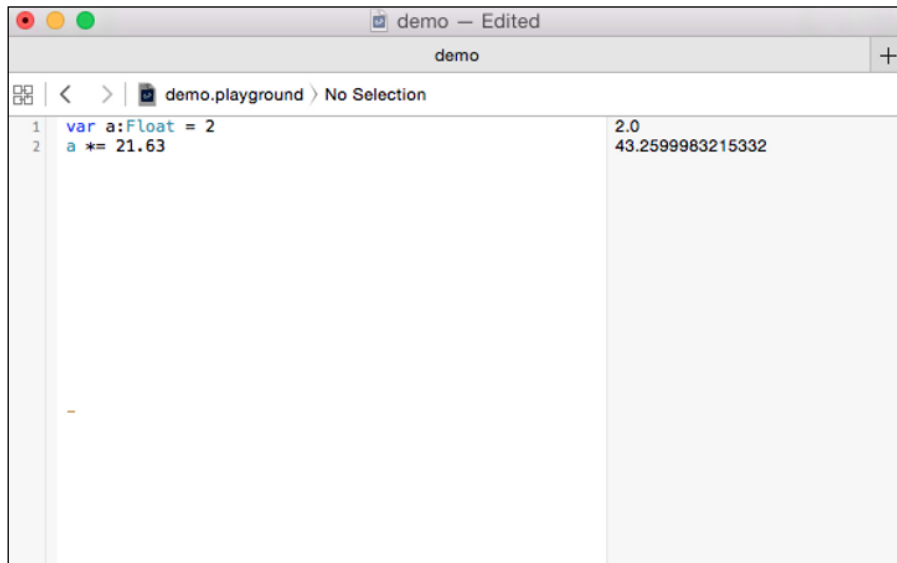 demo — Edited
demo
demo.playground 〉 No Selection
1 var a:Float = 2 2.0
2 a *= 21.63 43.2599983215332